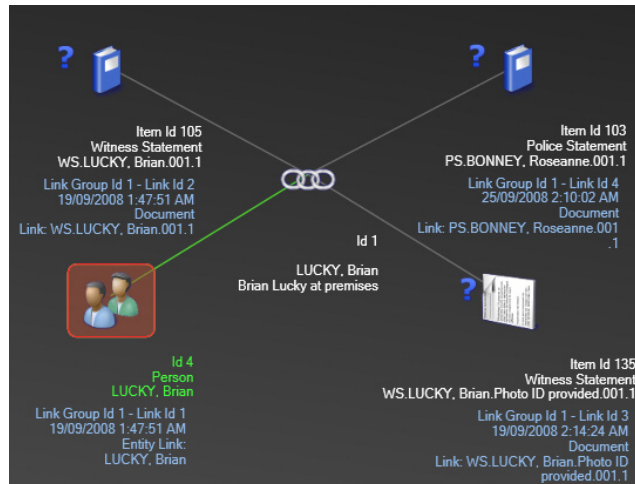 ?
?
Item Id 105
Witness Statement
WS.LUCKY, Brian.001.1
Link Group Id 1 - Link Id 2
19/09/2008 1:47:51 AM
Document
Link: WS.LUCKY, Brian.001.1
Item Id 103
Police Statement
PS.BONNEY, Roseanne.001.1
Link Group Id 1 - Link Id 4
25/09/2008 2:10:02 AM
Document
Link: PS.BONNEY, Roseanne.001
.1
Id 1
LUCKY, Brian
Brian Lucky at premises
?
Id 4
Person
LUCKY, Brian
Link Group Id 1 - Link Id 1
19/09/2008 1:47:51 AM
Entity Link:
LUCKY, Brian
Item Id 135
Witness Statement
WS.LUCKY, Brian.Photo ID provided.001.1
Link Group Id 1 - Link Id 3
19/09/2008 2:14:24 AM
Document
Link: WS.LUCKY, Brian.Photo ID
provided.001.1